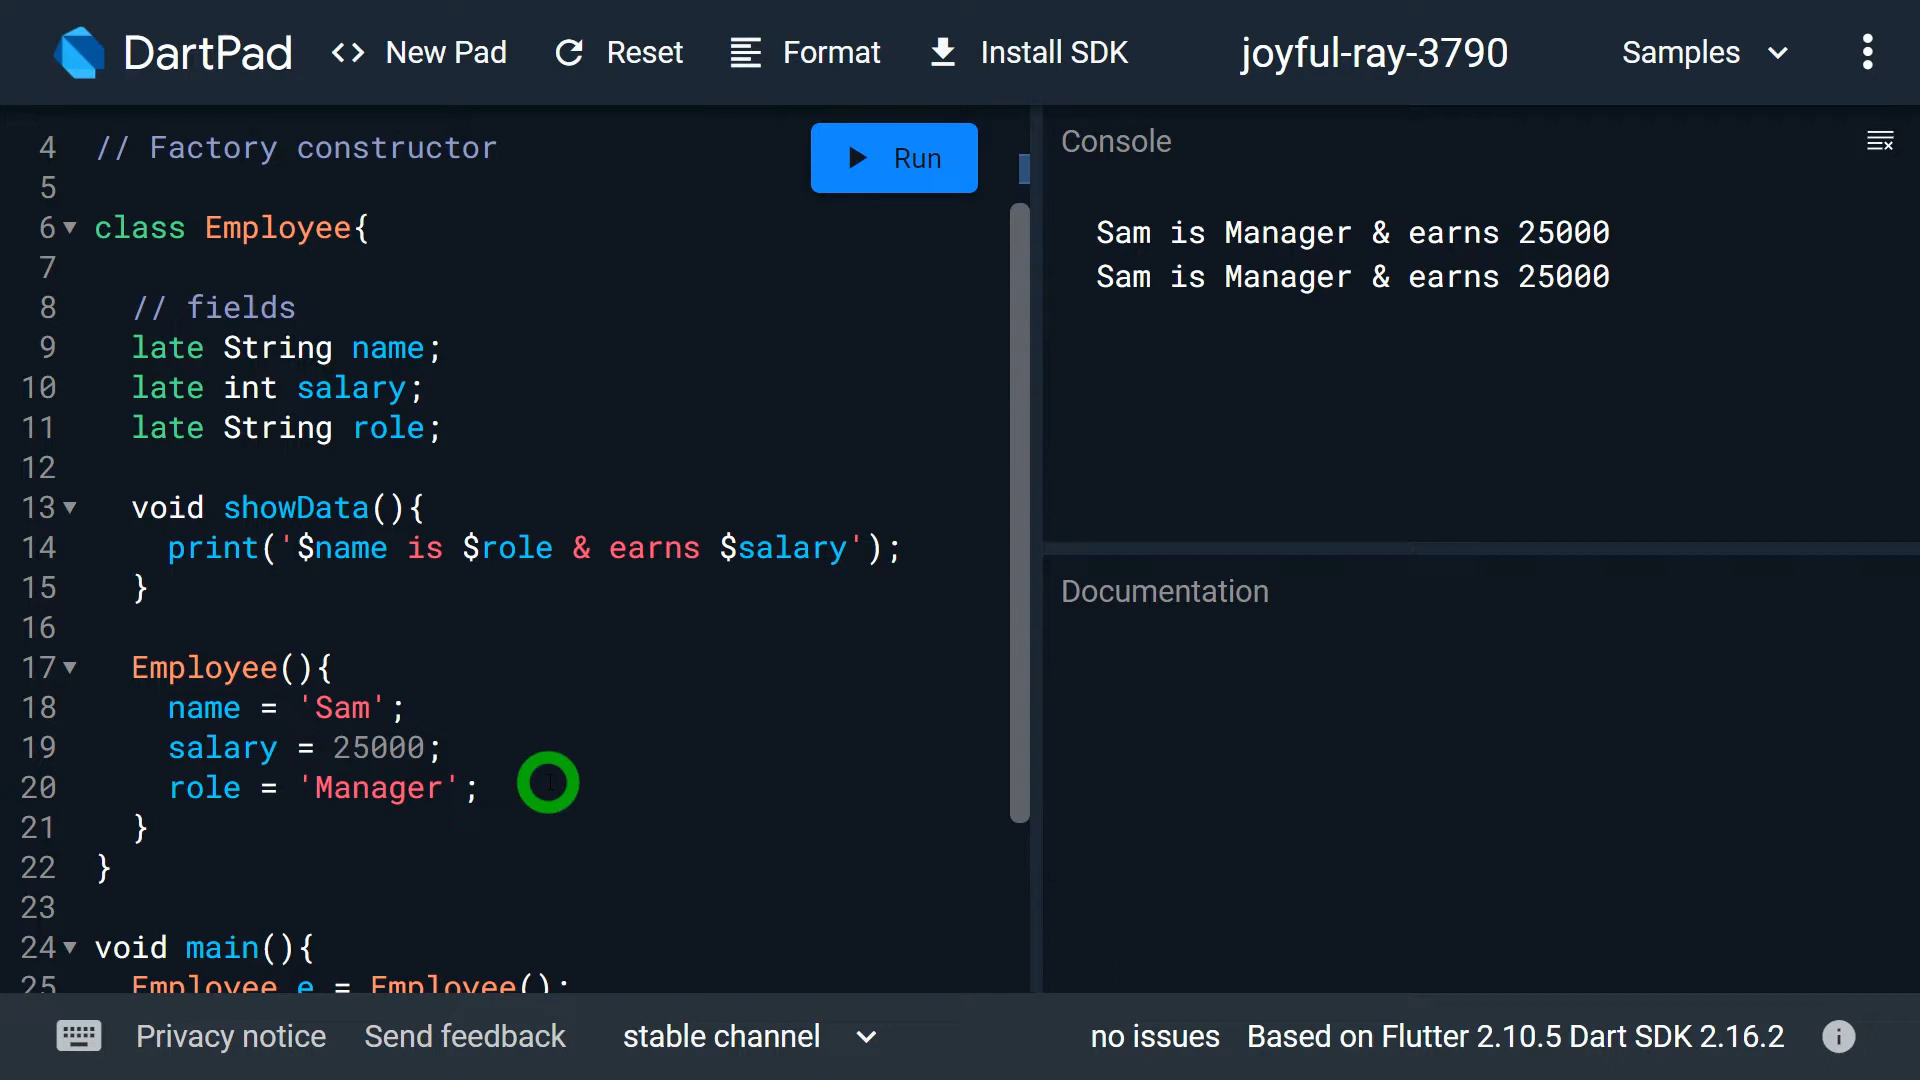 DartPad <> New Pad Reset Format Install SDK joyful-ray-3790 Samples
4 // Factory constructor
Run
5
6 class Employee{
7
8 // fields
9 late String name;
10 late int salary;
11 late String role;
12
13 void showData(){
14 print('$name is $role & earns $salary');
15 }
16
17 Employee(){
18 name = 'Sam';
19 salary = 25000;
20 role = 'Manager';
21 }
22 }
23
24 void main(){
25 Employee e = Employee();
Console
Sam is Manager & earns 25000
Sam is Manager & earns 25000
Documentation
Privacy notice Send feedback stable channel no issues Based on Flutter 2.10.5 Dart SDK 2.16.2